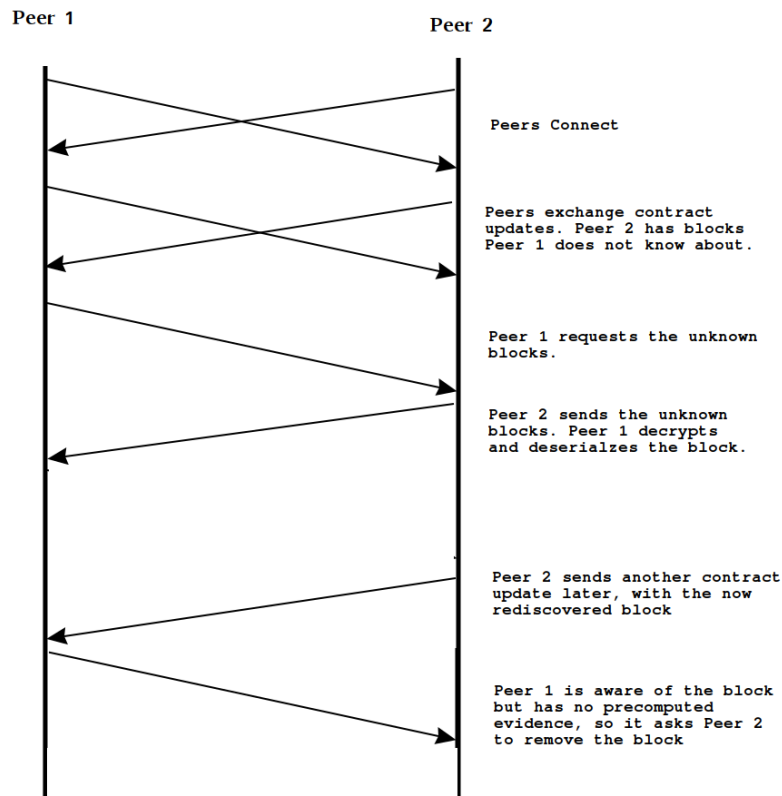 Peer 1
Peer 2
Peers Connect
Peers exchange contract
updates. Peer 2 has blocks
Peer 1 does not know about.
Peer 1 requests the unknown
blocks.
Peer 2 sends the unknown
blocks. Peer 1 decrypts
and deserialzes the block.
Peer 2 sends another contract
update later, with the now
rediscovered block
Peer 1 is aware of the block
but has no precomputed
evidence, so it asks Peer 2
to remove the block